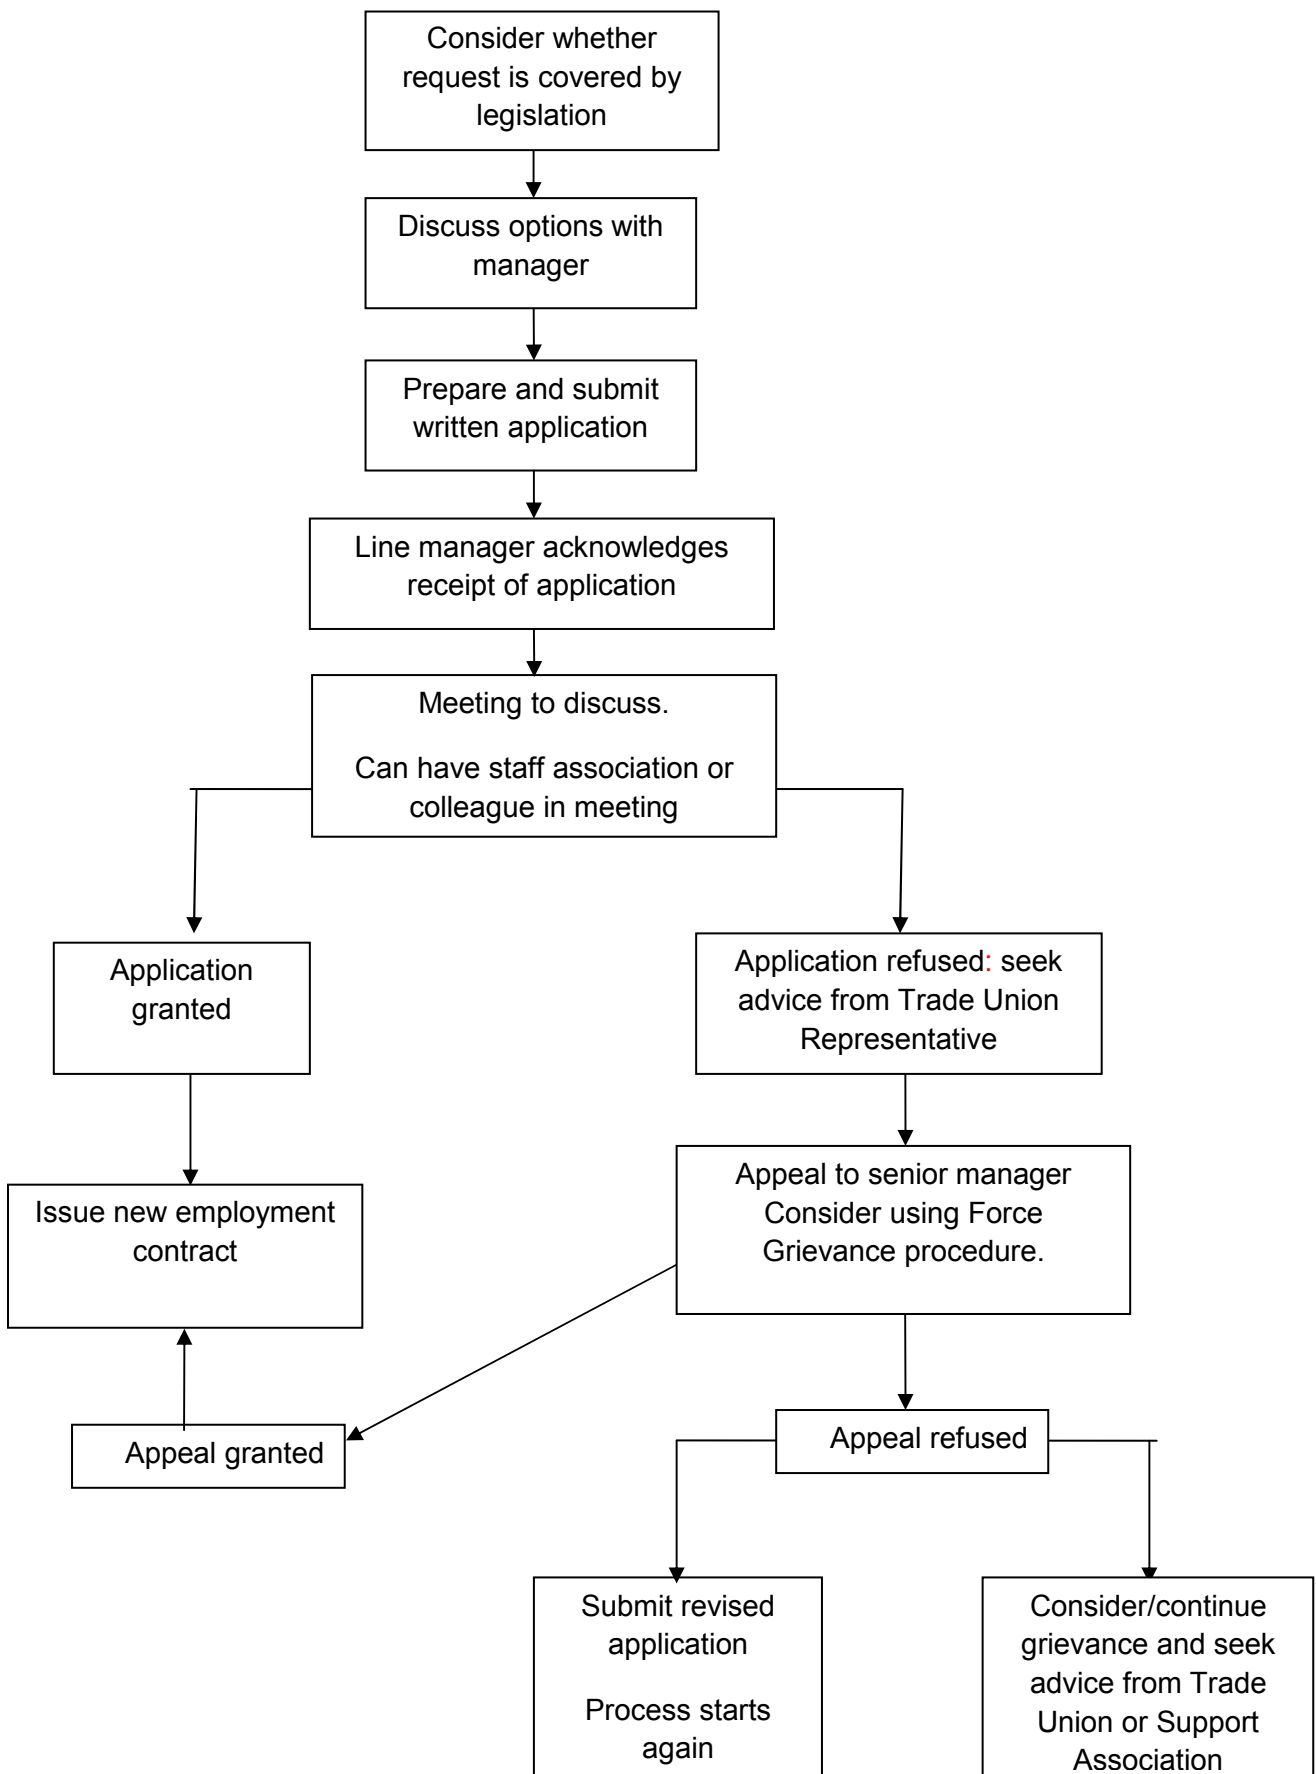 Consider whether
request is covered by
legislation
Discuss options with
manager
Prepare and submit
written application
Line manager acknowledges
receipt of application
Meeting to discuss.
Can have staff association or
colleague in meeting
Application
granted
Application refused: seek
advice from Trade Union
Representative
Issue new employment
contract
Appeal to senior manager
Consider using Force
Grievance procedure.
Appeal granted
Appeal refused
Submit revised
application
Process starts
again
Consider/continue
grievance and seek
advice from Trade
Union or Support
Association